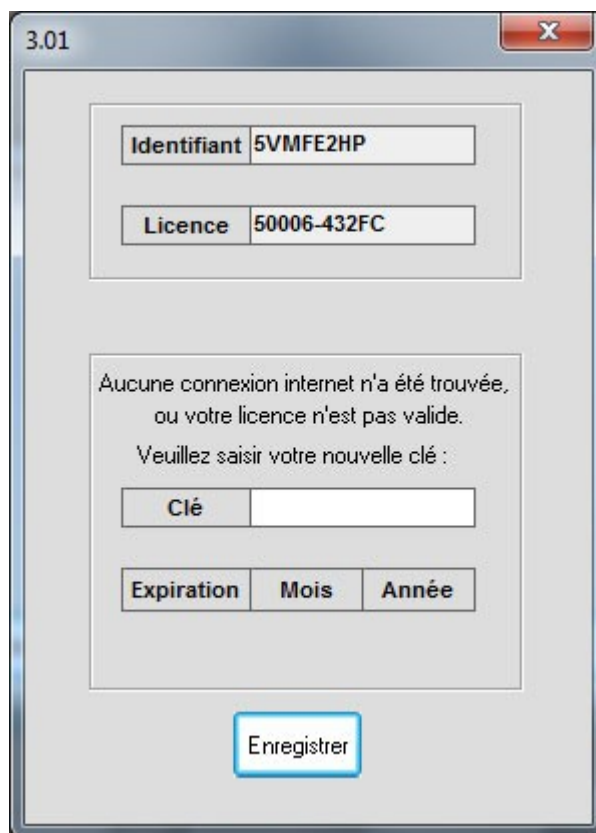 3.01
Identifiant 5VMFE2HP
Licence 50006-432FC
Aucune connexion internet n'a été trouvée,
ou votre licence n'est pas valide.
Veuillez saisir votre nouvelle clé :
Clé
Expiration Mois Année
Enregistrer